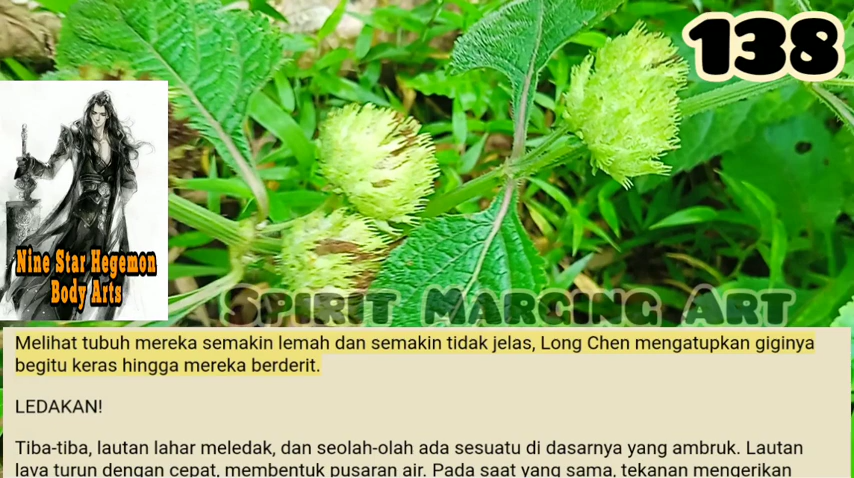 138
Nine Star Hegemon
Body Arts
Spirit Marging Art
Melihat tubuh mereka semakin lemah dan semakin tidak jelas, Long Chen mengatupkan giginya
begitu keras hingga mereka berderit.
LEDAKAN!
Tiba-tiba, lautan lahar meledak, dan seolah-olah ada sesuatu di dasarnya yang ambruk. Lautan
lava turun dengan cepat, membentuk pusaran air. Pada saat yang sama, tekanan mengerikan